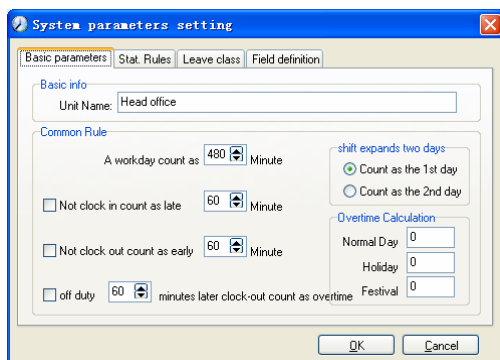 System parameters setting
Basic parameters Stat. Rules Leave class Field definition
Basic info
Unit Name: Head office
Common Rule
A workday count as 480 Minute
Not clock in count as late 60 Minute
Not clock out count as early 60 Minute
off duty 60 minutes later clock-out count as overtime
shift expands two days
Count as the 1st day
Count as the 2nd day
Overtime Calculation
Normal Day 0
Holiday 0
Festival 0
OK Cancel